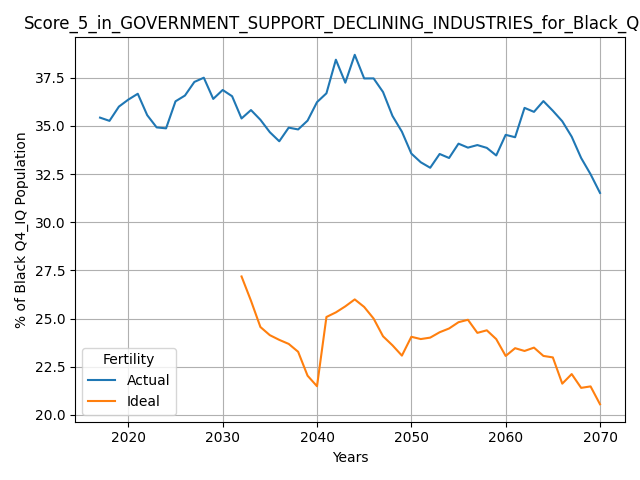 Score_5_in_GOVERNMENT_SUPPORT_DECLINING_INDUSTRIES_for_Black_Q
% of Black Q4_IQ Population
37.5
35.0
32.5
30.0
27.5
25.0
22.5
20.0
Fertility
Actual
Ideal
2020 2030 2040 2050 2060 2070
Years